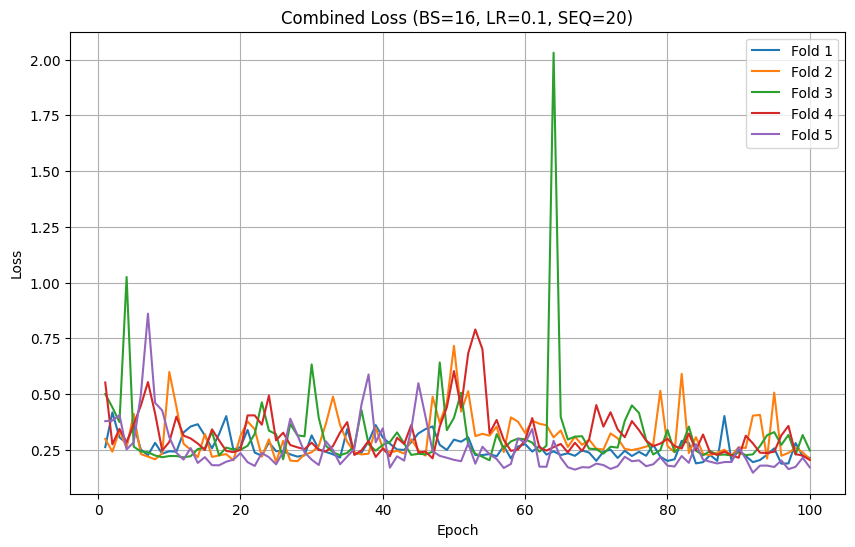 Combined Loss (BS=16, LR=0.1, SEQ=20)
Loss
2.00
1.75
1.50
1.25
1.00
0.75
0.50
0.25
Fold 1
Fold 2
Fold 3
Fold 4
Fold 5
0 20 40 60 80 100
Epoch